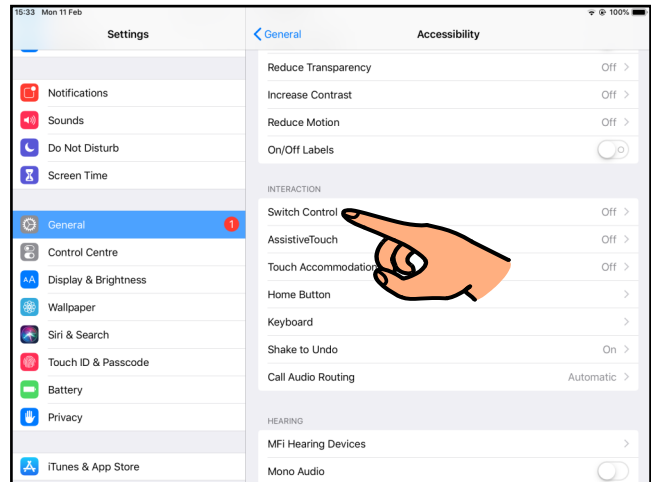 15:33 Mon 11 Feb
100%
Settings
General
Accessibility
Notifications
Sounds
Do Not Disturb
Screen Time
General
1
Control Centre
AA
Display & Brightness
Wallpaper
Siri & Search
Touch ID & Passcode
Battery
Privacy
iTunes & App Store
Reduce Transparency
Off
Increase Contrast
Off
Reduce Motion
Off
On/Off Labels
INTERACTION
Switch Control
Off
AssistiveTouch
Off
Touch Accommodation
Off
Home Button
Keyboard
Shake to Undo
On
Call Audio Routing
Automatic
HEARING
MFi Hearing Devices
Mono Audio